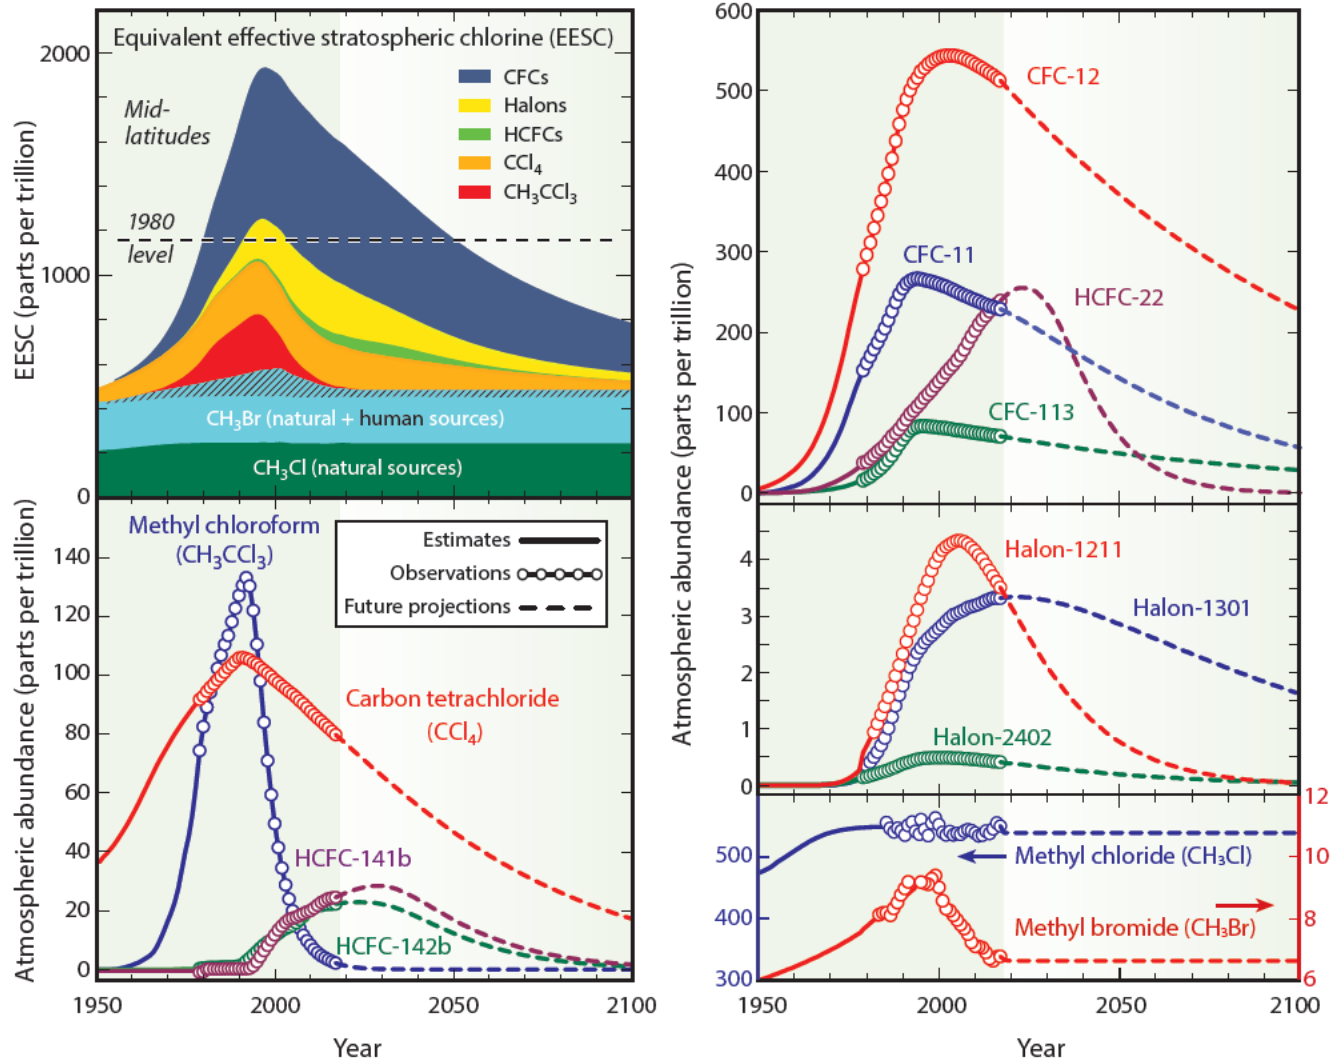 Equivalent effective stratospheric chlorine (EESC)
2000
1000
0
EESC (parts per trillion)
Mid-
latitudes
1980
level
CFCs
Halons
HCFCs
CCl₄
CH₃CCl₃
CH₃Br (natural + human sources)
CH₃Cl (natural sources)
Atmospheric abundance (parts per trillion)
140
120
100
80
60
40
20
0
Methyl chloroform
(CH₃CCl₃)
Estimates
Observations
Future projections
Carbon tetrachloride
(CCl₄)
HCFC-141b
HCFC-142b
1950
2000
2050
2100
Year
Atmospheric abundance (parts per trillion)
600
500
400
300
200
100
0
CFC-12
CFC-11
HCFC-22
CFC-113
4
3
2
1
0
Halon-1211
Halon-1301
Halon-2402
500
400
300
12
10
8
6
Methyl chloride (CH₃Cl)
Methyl bromide (CH₃Br)
1950
2000
2050
2100
Year